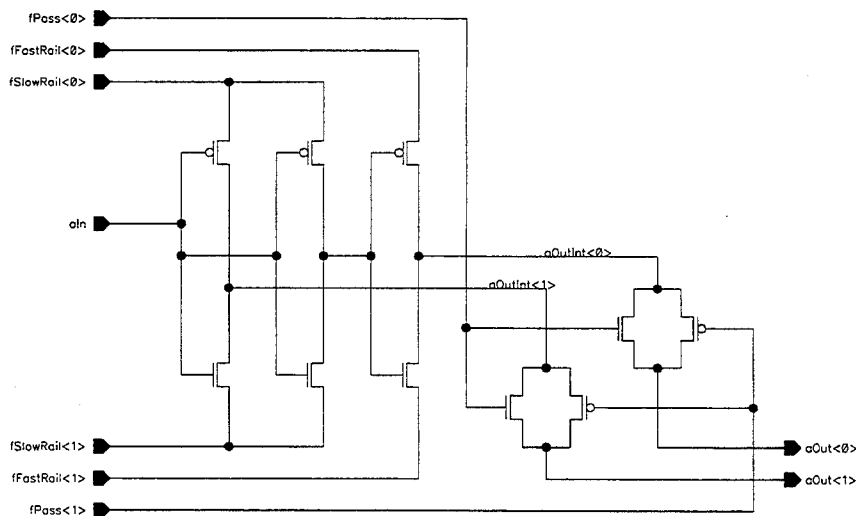 fPass<0>
fFastRail<0>
fSlowRail<0>
aIn
aOutInt<0>
aOutInt<1>
fSlowRail<1>
aOut<0>
fFastRail<1>
aOut<1>
fPass<1>